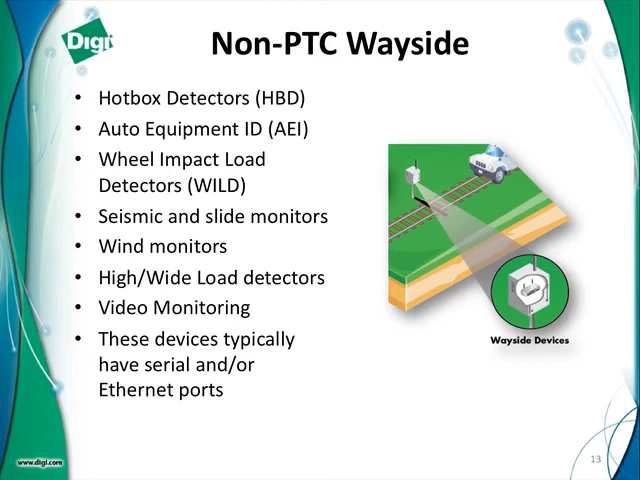 Digi
Non-PTC Wayside
• Hotbox Detectors (HBD)
• Auto Equipment ID (AEI)
• Wheel Impact Load
Detectors (WILD)
• Seismic and slide monitors
• Wind monitors
• High/Wide Load detectors
• Video Monitoring
• These devices typically
have serial and/or
Ethernet ports
Wayside Devices
www.digi.com
13